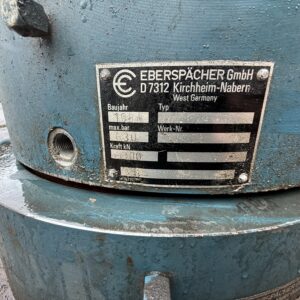 EBERSPÄCHER GmbH
D 7312 Kirchheim-Nabern
West Germany
Baujahr Typ
max.bar Werk-Nr.
Kraft kN